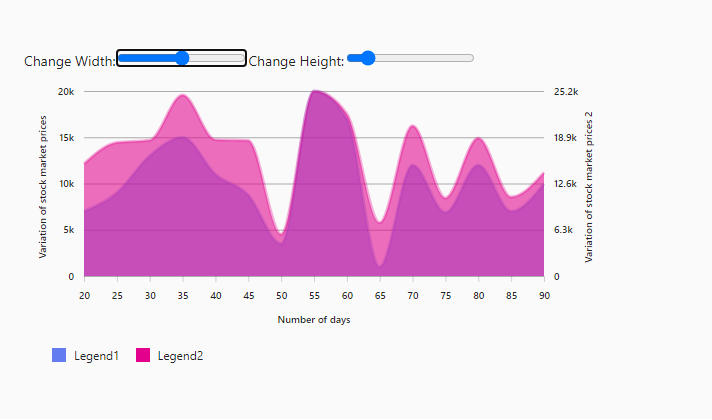 Change Width: Change Height:
Variation of stock market prices
20k
15k
10k
5k
0
25.2k
18.9k
12.6k
6.3k
0
Variation of stock market prices 2
20 25 30 35 40 45 50 55 60 65 70 75 80 85 90
Number of days
Legend1 Legend2